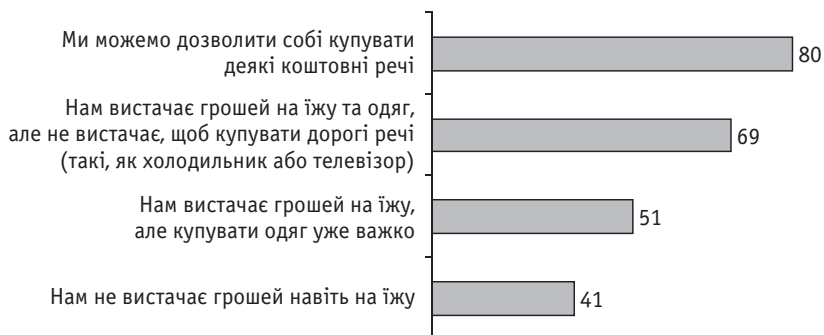 Ми можемо дозволити собі купувати
деякі коштовні речі
80
Нам вистачає грошей на їжу та одяг,
але не вистачає, щоб купувати дорогі речі
(такі, як холодильник або телевізор)
69
Нам вистачає грошей на їжу,
але купувати одяг уже важко
51
Нам не вистачає грошей навіть на їжу
41